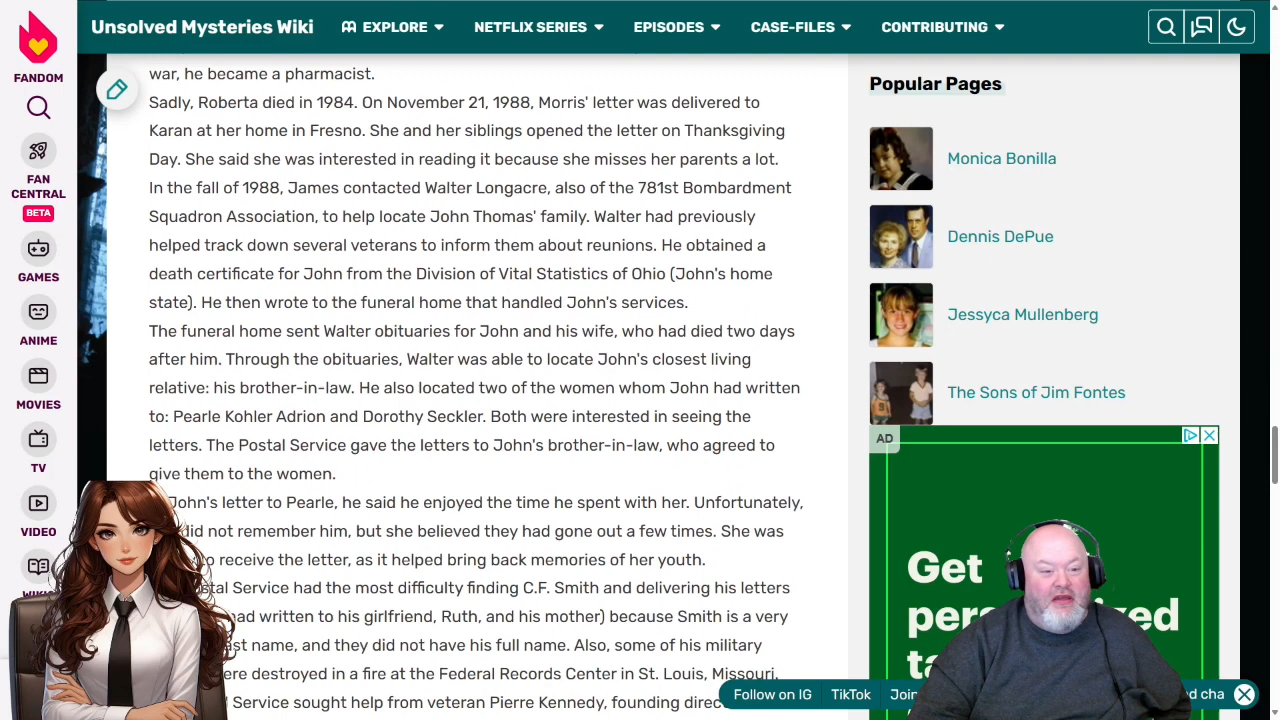 Unsolved Mysteries Wiki
EXPLORE
NETFLIX SERIES
EPISODES
CASE-FILES
CONTRIBUTING
FANDOM
FAN
CENTRAL
BETA
GAMES
ANIME
MOVIES
TV
VIDEO
war, he became a pharmacist.
Sadly, Roberta died in 1984. On November 21, 1988, Morris' letter was delivered to
Karan at her home in Fresno. She and her siblings opened the letter on Thanksgiving
Day. She said she was interested in reading it because she misses her parents a lot.
In the fall of 1988, James contacted Walter Longacre, also of the 781st Bombardment
Squadron Association, to help locate John Thomas' family. Walter had previously
helped track down several veterans to inform them about reunions. He obtained a
death certificate for John from the Division of Vital Statistics of Ohio (John's home
state). He then wrote to the funeral home that handled John's services.
The funeral home sent Walter obituaries for John and his wife, who had died two days
after him. Through the obituaries, Walter was able to locate John's closest living
relative: his brother-in-law. He also located two of the women whom John had written
to: Pearle Kohler Adrion and Dorothy Seckler. Both were interested in seeing the
letters. The Postal Service gave the letters to John's brother-in-law, who agreed to
give them to the women.
John's letter to Pearle, he said he enjoyed the time he spent with her. Unfortunately,
did not remember him, but she believed they had gone out a few times. She was
to receive the letter, as it helped bring back memories of her youth.
Service had the most difficulty finding C.F. Smith and delivering his letters
had written to his girlfriend, Ruth, and his mother) because Smith is a very
name, and they did not have his full name. Also, some of his military
destroyed in a fire at the Federal Records Center in St. Louis, Missouri.
Service sought help from veteran Pierre Kennedy, founding
Popular Pages
Monica Bonilla
Dennis DePue
Jessyca Mullenberg
The Sons of Jim Fontes
AD
Get
Follow on IG
TikTok
Join